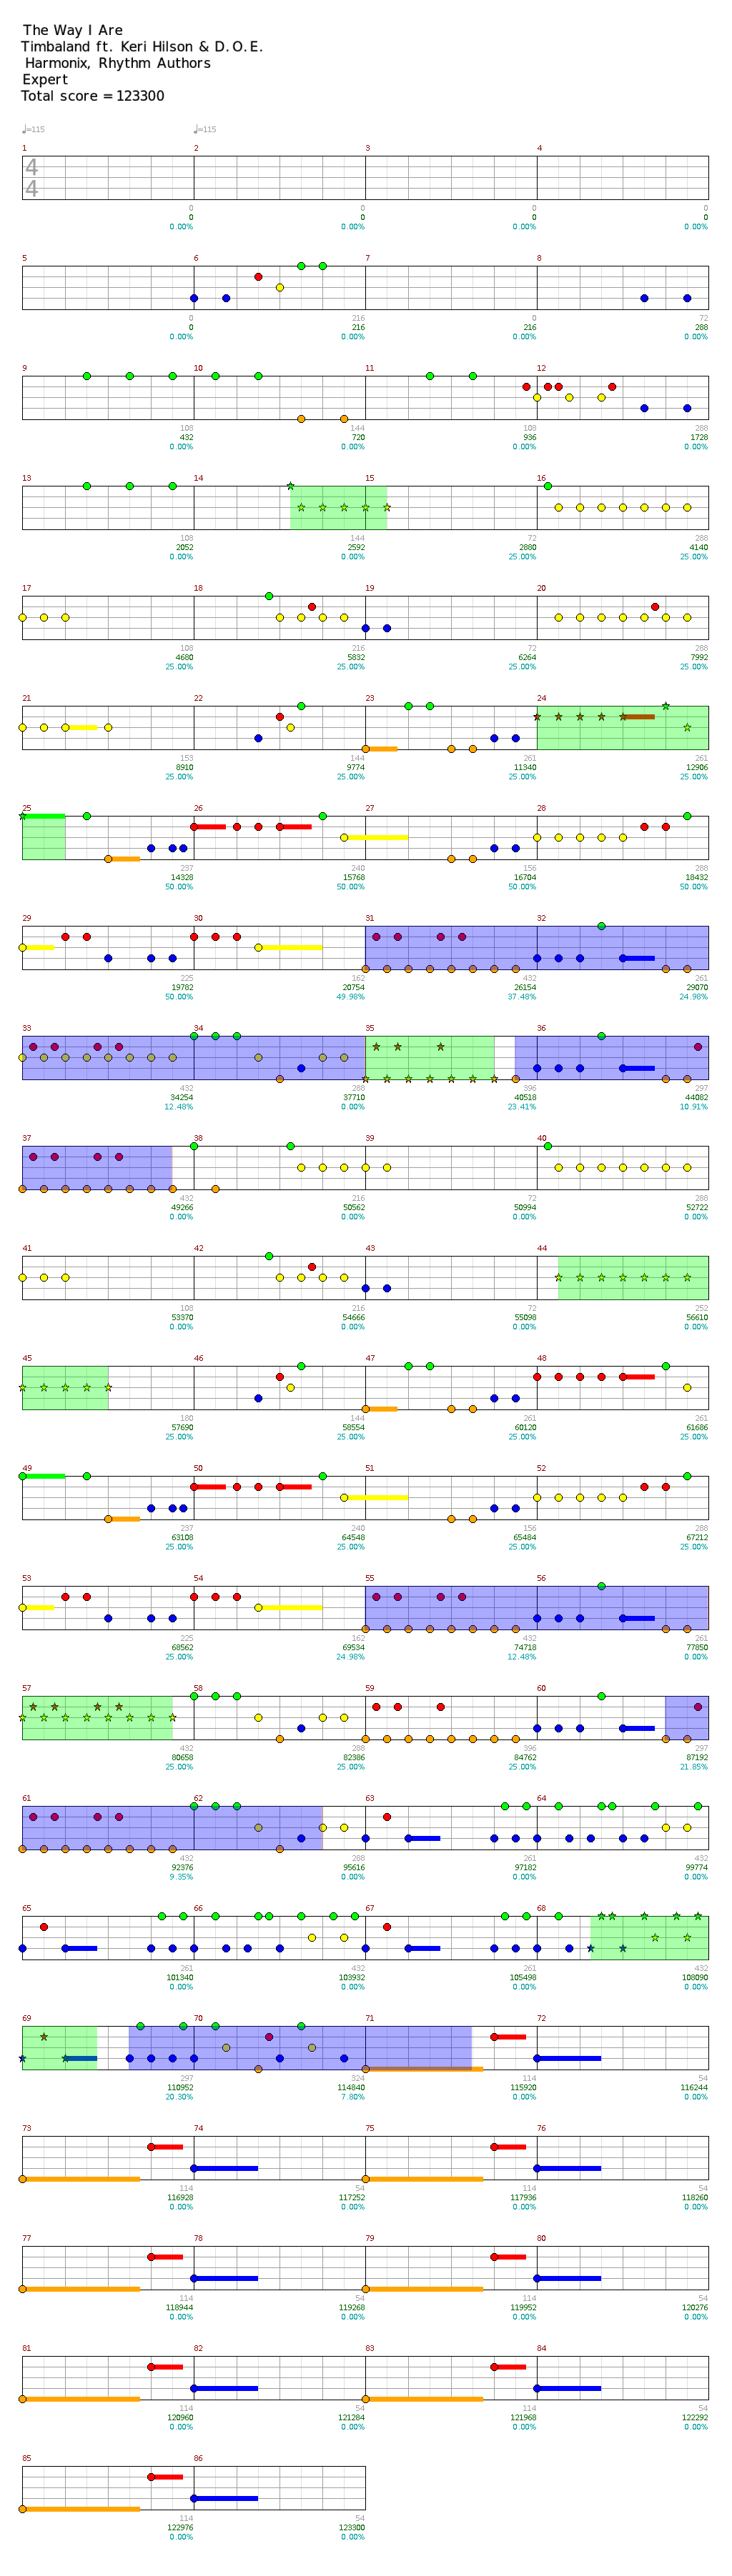 The Way I Are
Timbaland ft. Keri Hilson & D.O.E.
Harmonix, Rhythm Authors
Expert
Total score = 123300
♩=115 ♩=115
1 2 3 4
4
4
0 0 0 0
0 0 0 0
0.00% 0.00% 0.00% 0.00%
5 6 7 8
0 216 0 72
0 216 216 288
0.00% 0.00% 0.00% 0.00%
9 10 11 12
108 144 108 288
432 720 936 1728
0.00% 0.00% 0.00% 0.00%
13 14 15 16
108 144 72 288
2052 2592 2880 4140
0.00% 0.00% 25.00% 25.00%
17 18 19 20
108 216 72 288
4680 5832 6264 7992
25.00% 25.00% 25.00% 25.00%
21 22 23 24
153 144 261 261
8910 9774 11340 12906
25.00% 25.00% 25.00% 25.00%
25 26 27 28
237 240 156 288
14328 15768 16704 18432
50.00% 50.00% 50.00% 50.00%
29 30 31 32
225 162 432 261
19782 20754 26154 29070
50.00% 49.98% 37.48% 24.98%
33 34 35 36
432 288 396 297
34254 37710 40518 44082
12.48% 0.00% 23.41% 10.91%
37 38 39 40
432 216 72 288
49266 50562 50994 52722
0.00% 0.00% 0.00% 0.00%
41 42 43 44
108 216 72 252
53370 54666 55098 56610
0.00% 0.00% 0.00% 0.00%
45 46 47 48
180 144 261 261
57690 58554 60120 61686
25.00% 25.00% 25.00% 25.00%
49 50 51 52
237 240 156 288
63108 64548 65484 67212
25.00% 25.00% 25.00% 25.00%
53 54 55 56
225 162 432 261
68562 69534 74718 77850
25.00% 24.98% 12.48% 0.00%
57 58 59 60
432 288 396 297
80658 82386 84762 87192
25.00% 25.00% 25.00% 21.85%
61 62 63 64
432 288 261 432
92376 95616 97182 99774
9.35% 0.00% 0.00% 0.00%
65 66 67 68
261 432 261 432
101340 103932 105498 108090
0.00% 0.00% 0.00% 0.00%
69 70 71 72
297 324 114 54
110952 114840 115920 116244
20.30% 7.80% 0.00% 0.00%
73 74 75 76
114 54 114 54
116928 117252 117936 118260
0.00% 0.00% 0.00% 0.00%
77 78 79 80
114 54 114 54
118944 119268 119952 120276
0.00% 0.00% 0.00% 0.00%
81 82 83 84
114 54 114 54
120960 121284 121968 122292
0.00% 0.00% 0.00% 0.00%
85 86
114 54
122976 123300
0.00% 0.00%